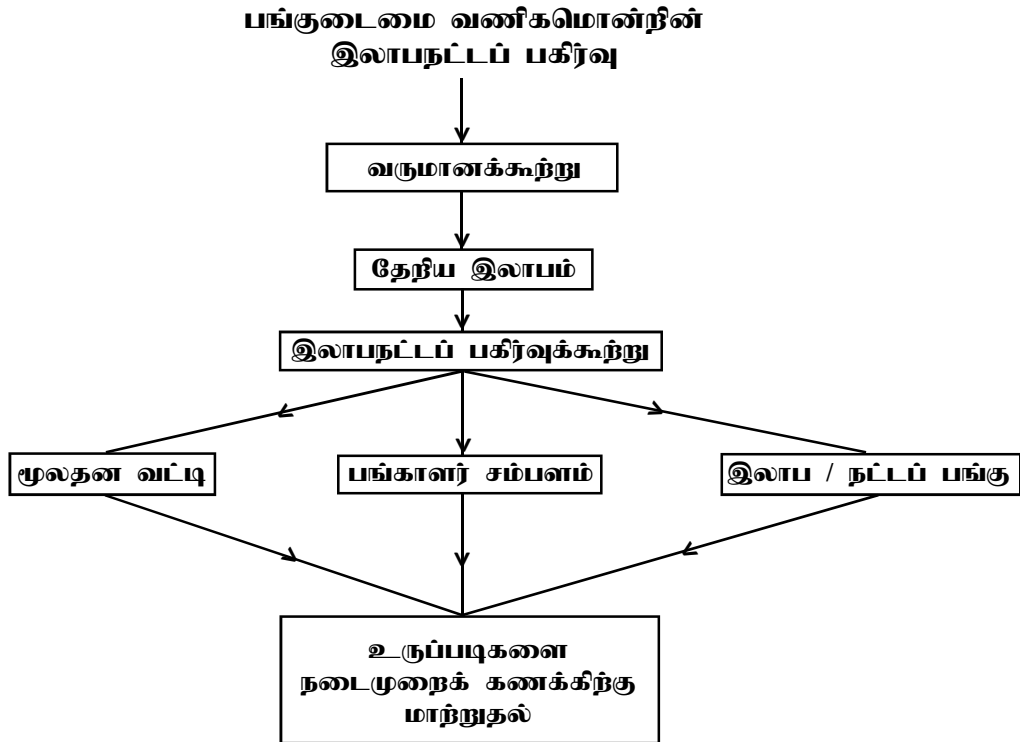 பங்குடைமை வணிகமொன்றின்
இலாபநட்டப் பகிர்வு
வருமானக்கூற்று
தேறிய இலாபம்
இலாபநட்டப் பகிர்வுக்கூற்று
மூலதன வட்டி
பங்காளர் சம்பளம்
இலாப / நட்டப் பங்கு
உருப்படிகளை
நடைமுறைக் கணக்கிற்கு
மாற்றுதல்